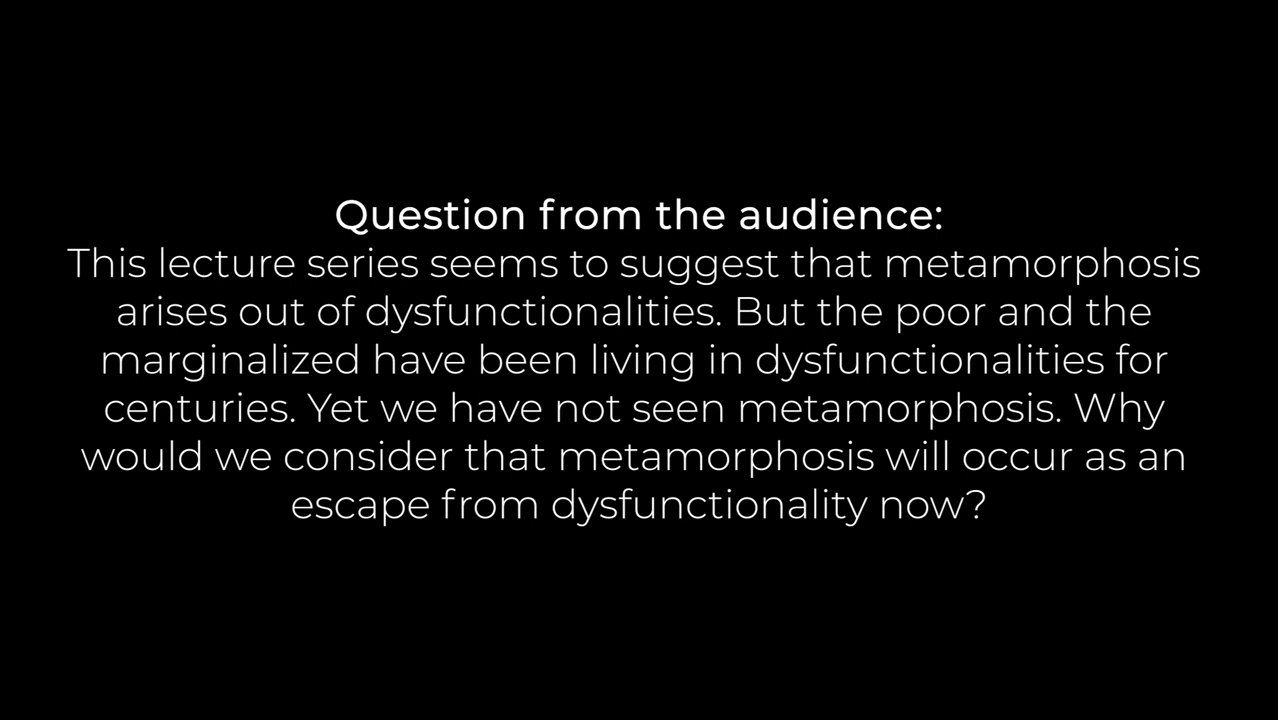 Question from the audience:
This lecture series seems to suggest that metamorphosis
arises out of dysfunctionalities. But the poor and the
marginalized have been living in dysfunctionalities for
centuries. Yet we have not seen metamorphosis. Why
would we consider that metamorphosis will occur as an
escape from dysfunctionality now?